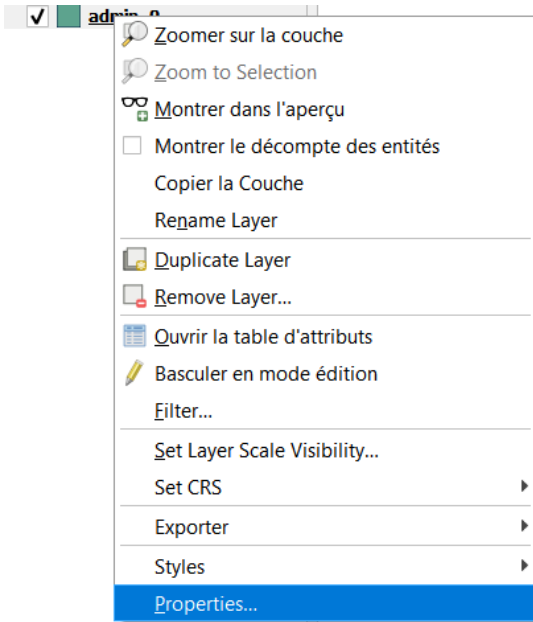 admin_0
Zoomer sur la couche
Zoom to Selection
Montrer dans l'aperçu
Montrer le décompte des entités
Copier la Couche
Rename Layer
Duplicate Layer
Remove Layer...
Ouvrir la table d'attributs
Basculer en mode édition
Filter...
Set Layer Scale Visibility...
Set CRS
Exporter
Styles
Properties...